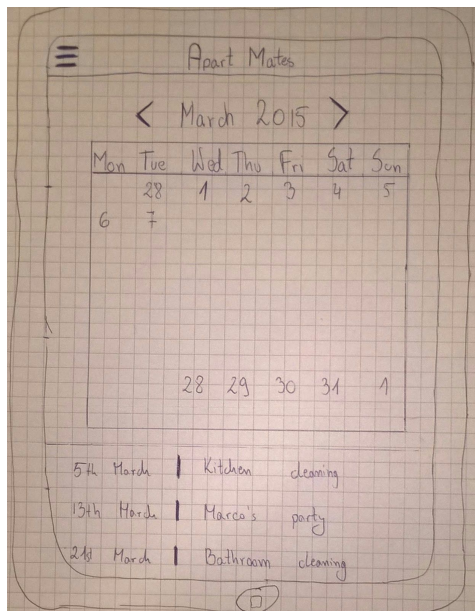 Apart Mates
< March 2015 >
Mon Tue Wed Thu Fri Sat Sun
28 1 2 3 4 5
6 7
28 29 30 31 1
5th March | Kitchen cleaning
13th March | Marco's party
21st March | Bathroom cleaning